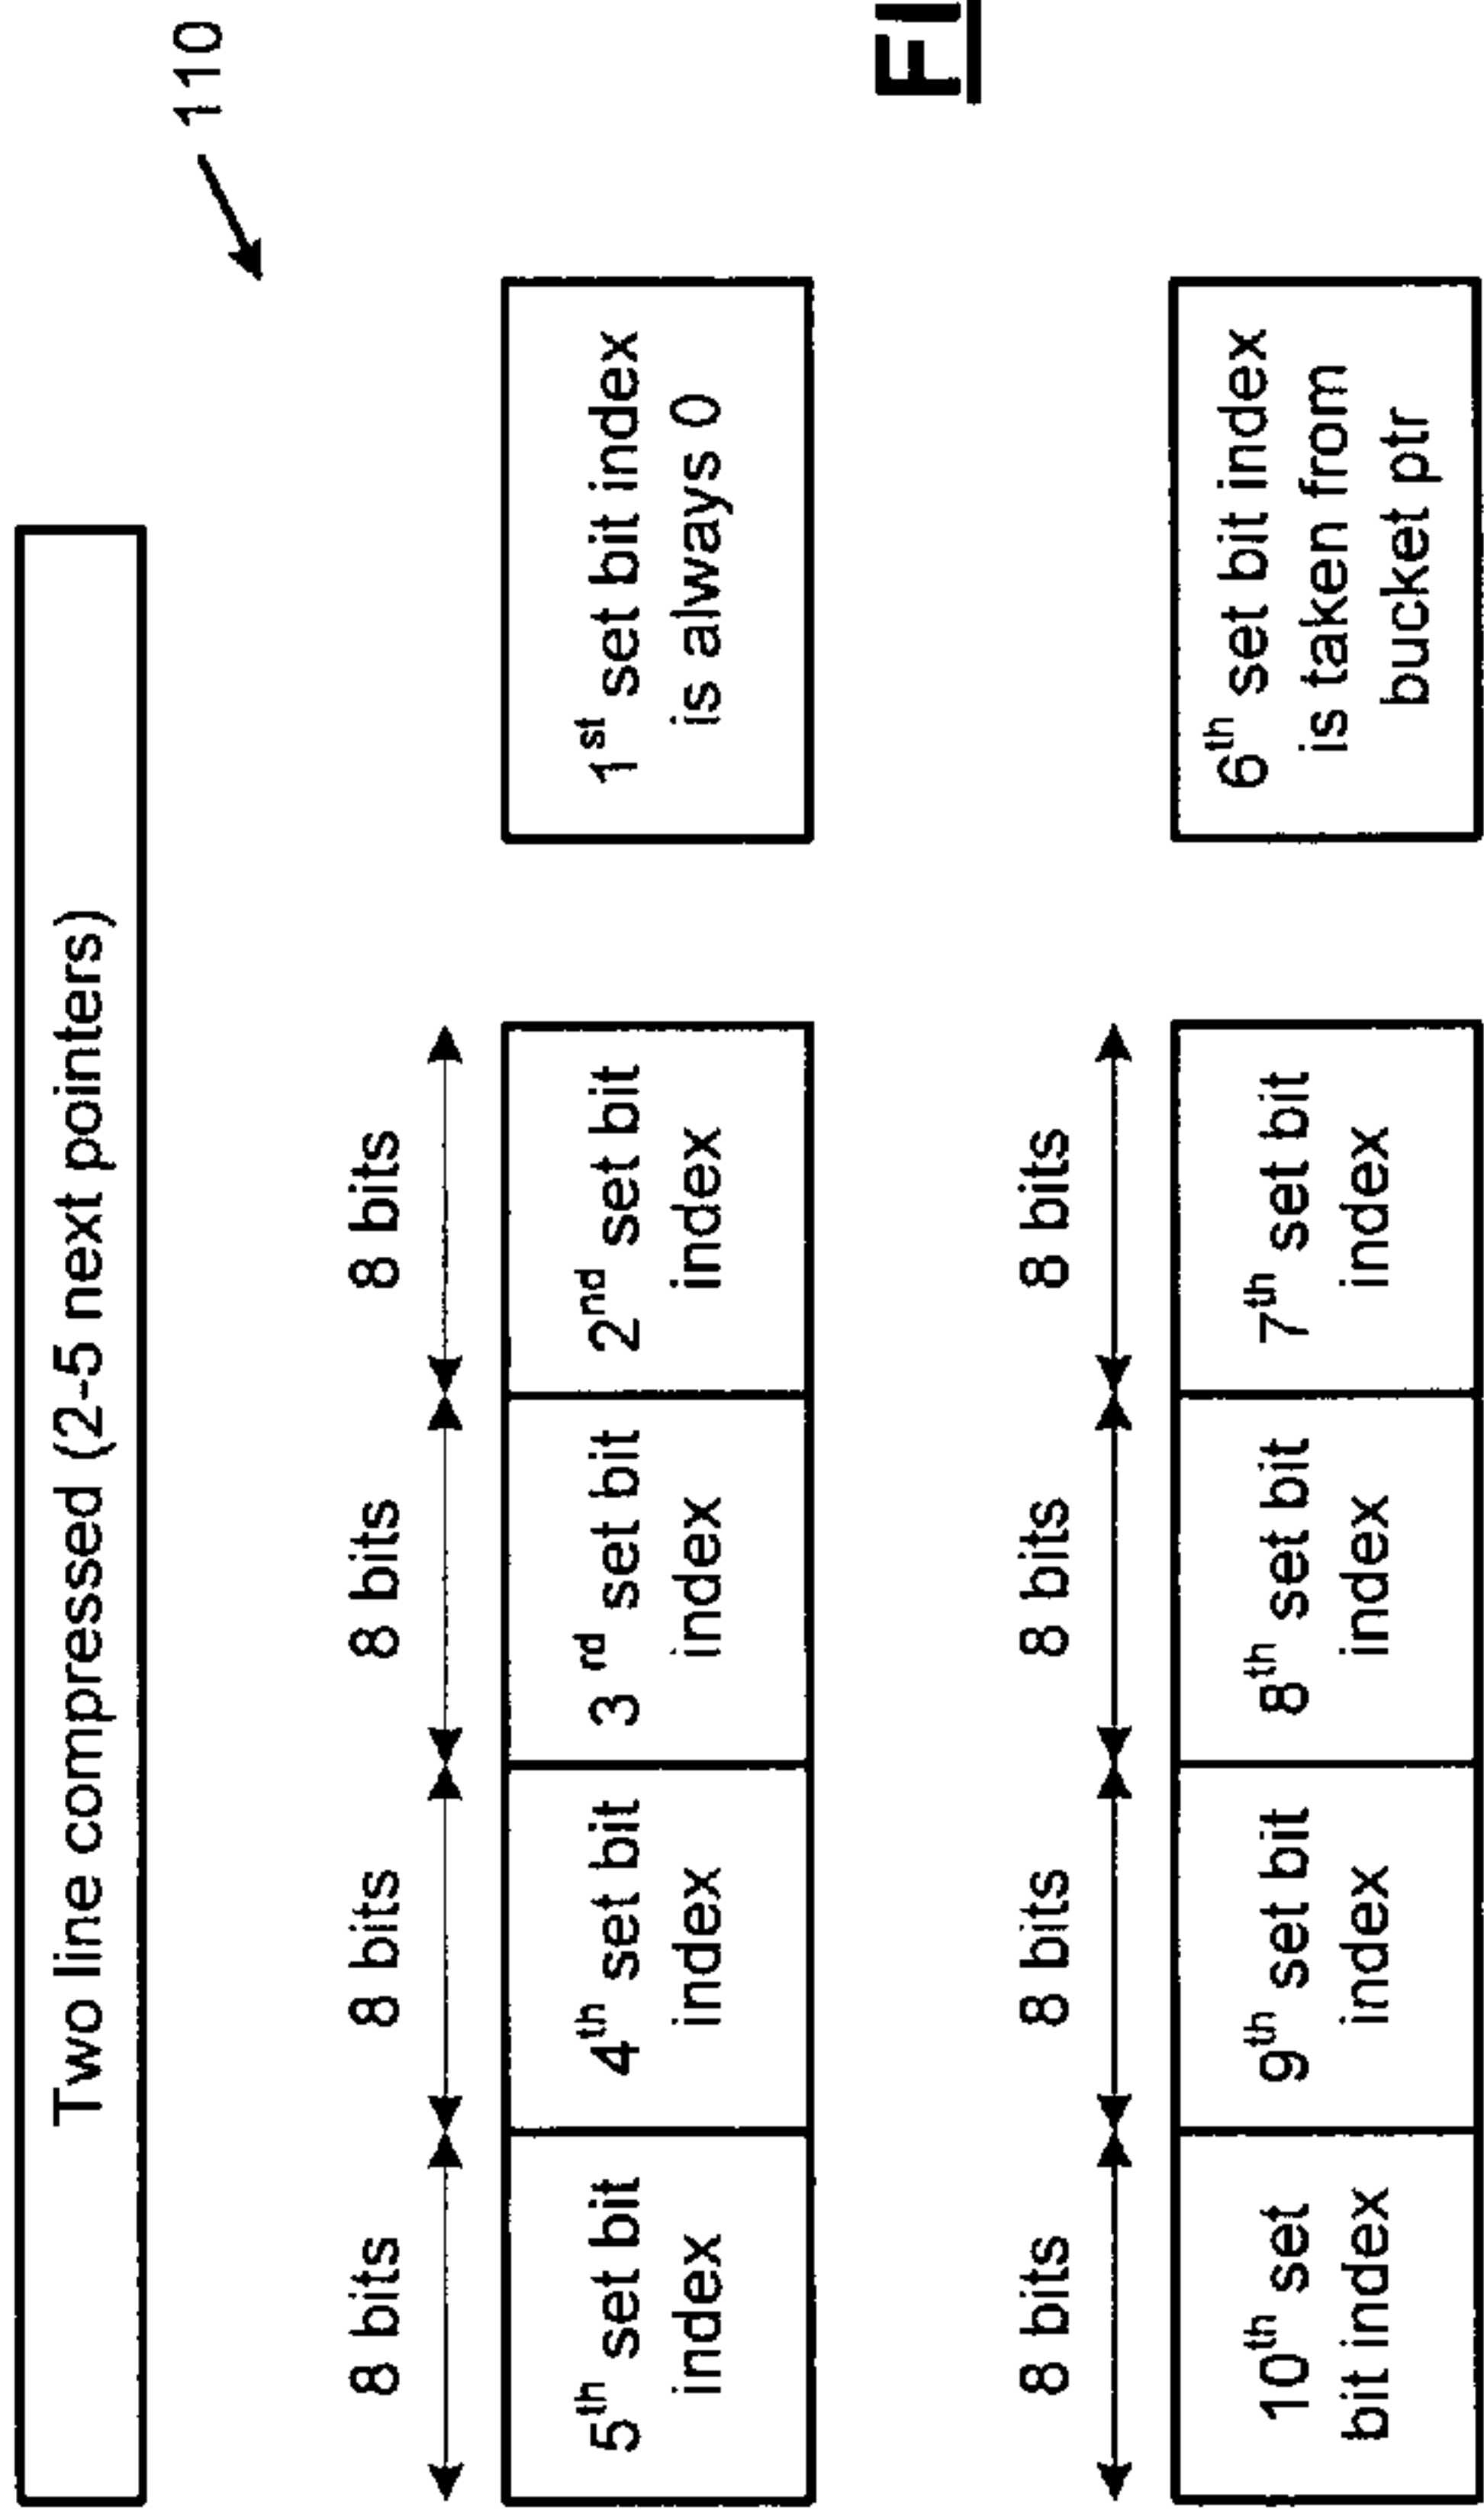 Two line compressed (2-5 next pointers)
110
8 bits
8 bits
8 bits
8 bits
5th set bit
index
4th set bit
index
3rd set bit
index
2nd set bit
index
1st set bit index
is always 0
FI
8 bits
8 bits
8 bits
8 bits
10th set
bit index
9th set bit
index
8th set bit
index
7th set bit
index
6th set bit index
is taken from
bucket ptr